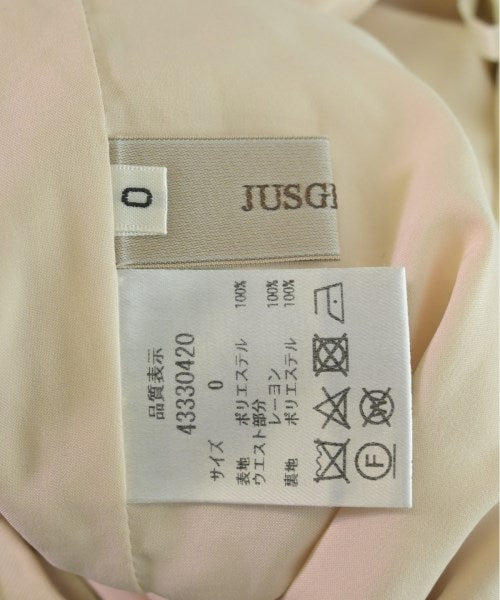 JUSGL
0
品質表示
43330420
サイズ 0
表地 ポリエステル 100%
ウエスト部分
レーヨン 100%
裏地 ポリエステル 100%
F
W